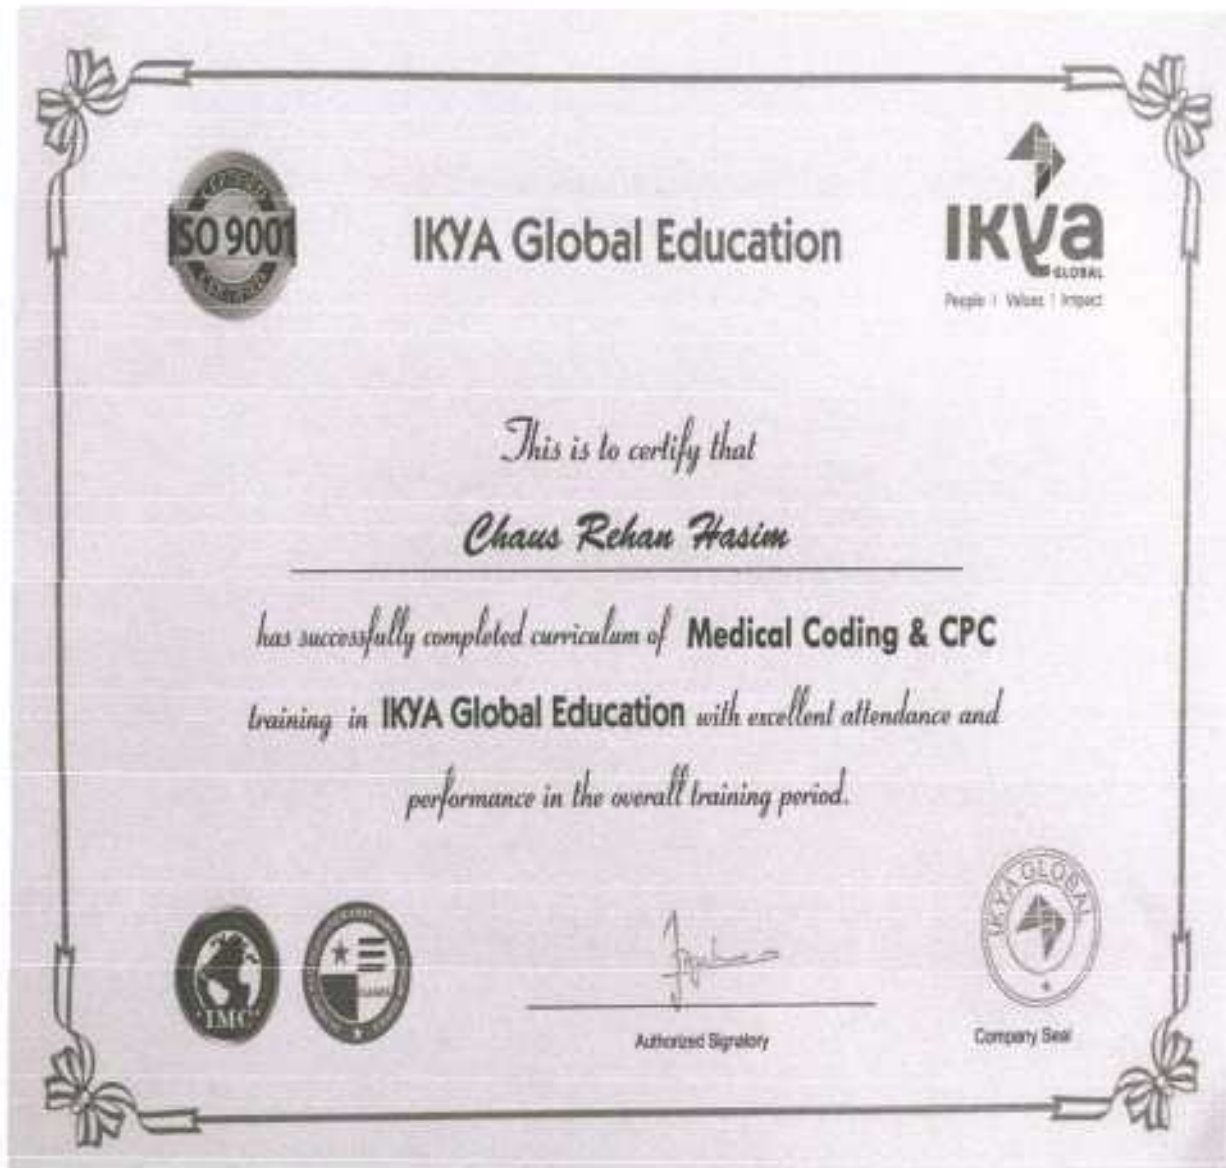 ISO 9001
IKYA Global Education
IKya
GLOBAL
People | Values | Impact
This is to certify that
Chaus Rehan Hasim
has successfully completed curriculum of Medical Coding & CPC
training in IKYA Global Education with excellent attendance and
performance in the overall training period.
IMC
IKYA GLOBAL
Authorized Signatory
Company Seal